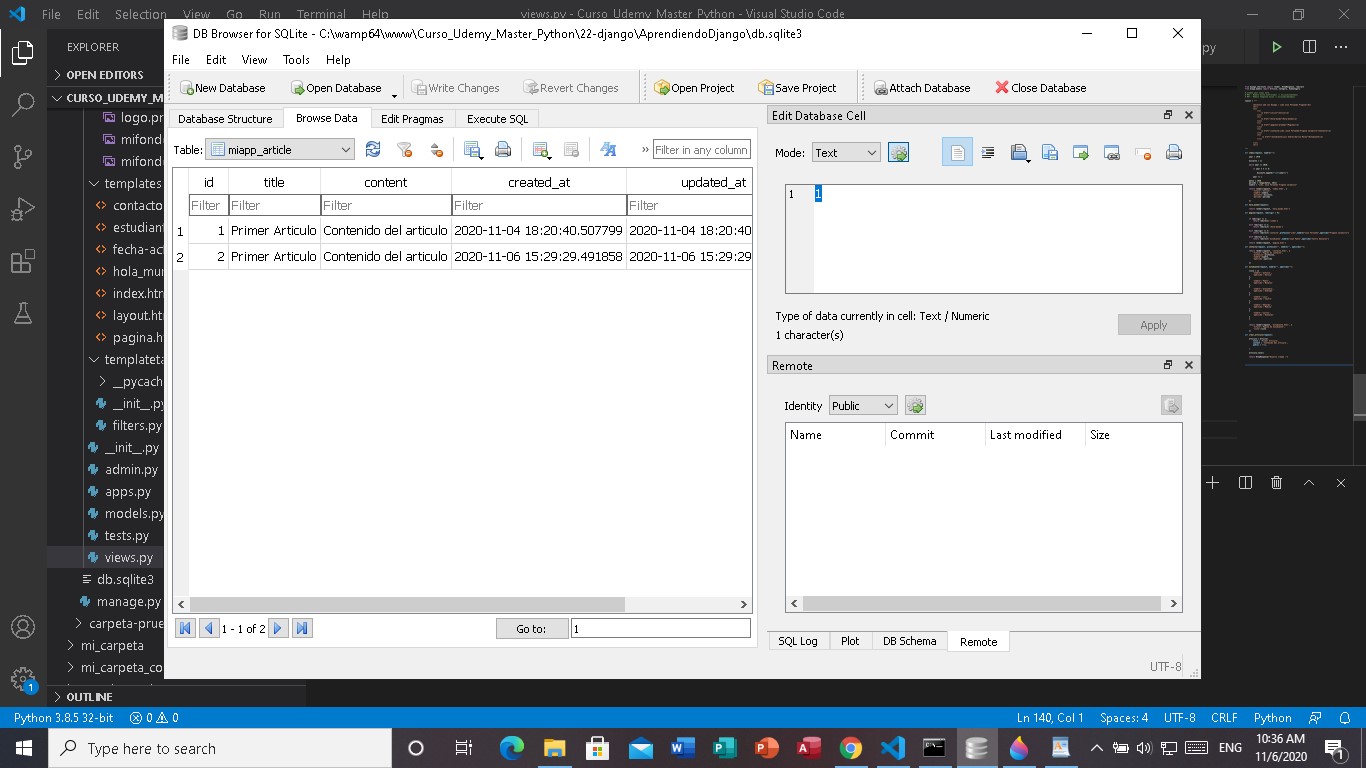 File Edit Selection View Go Run Terminal Help views.py - Curso_Udemy_Master_Python - Visual Studio Code
DB Browser for SQLite - C:\wamp64\www\Curso_Udemy_Master_Python\22-django\AprendiendoDjango\db.sqlite3
File Edit View Tools Help
New Database Open Database Write Changes Revert Changes Open Project Save Project Attach Database Close Database
Database Structure Browse Data Edit Pragmas Execute SQL
Table: miapp_article
Filter in any column
id title content created_at updated_at
Filter Filter Filter Filter Filter
1 1 Primer Articulo Contenido del articulo 2020-11-04 18:20:40.507799 2020-11-04 18:20:40
2 2 Primer Articulo Contenido del articulo 2020-11-06 15:29:29.491858 2020-11-06 15:29:29
1 - 1 of 2 Go to: 1
Edit Database Cell
Mode: Text
1 1
Type of data currently in cell: Text / Numeric
1 character(s)
Apply
Remote
Identity Public
Name Commit Last modified Size
SQL Log Plot DB Schema Remote
UTF-8
EXPLORER
OPEN EDITORS
CURSO_UDEMY_M
logo.pn
mifond
mifond
templates
contacto
estudiant
fecha-act
hola_mun
index.htm
layout.ht
pagina.h
templateta
__pycach
__init__.py
filters.py
__init__.py
admin.py
apps.py
models.py
tests.py
views.py
db.sqlite3
manage.py
carpeta-prue
mi_carpeta
mi_carpeta_co
OUTLINE
py
1
Python 3.8.5 32-bit 0 0 Ln 140, Col 1 Spaces: 4 UTF-8 CRLF Python
Type here to search
ENG
10:36 AM
11/6/2020
1